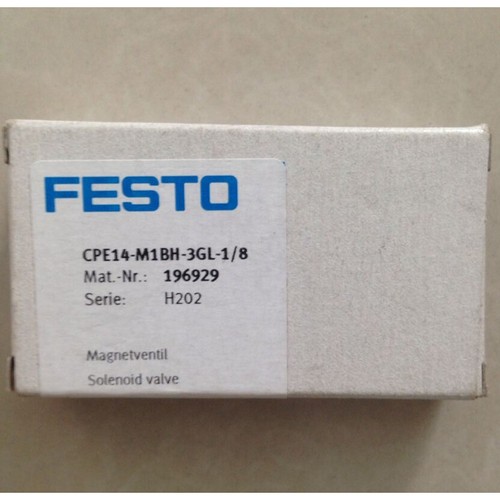 FESTO
CPE14-M1BH-3GL-1/8
Mat.-Nr.: 196929
Serie: H202
Magnetventil
Solenoid valve